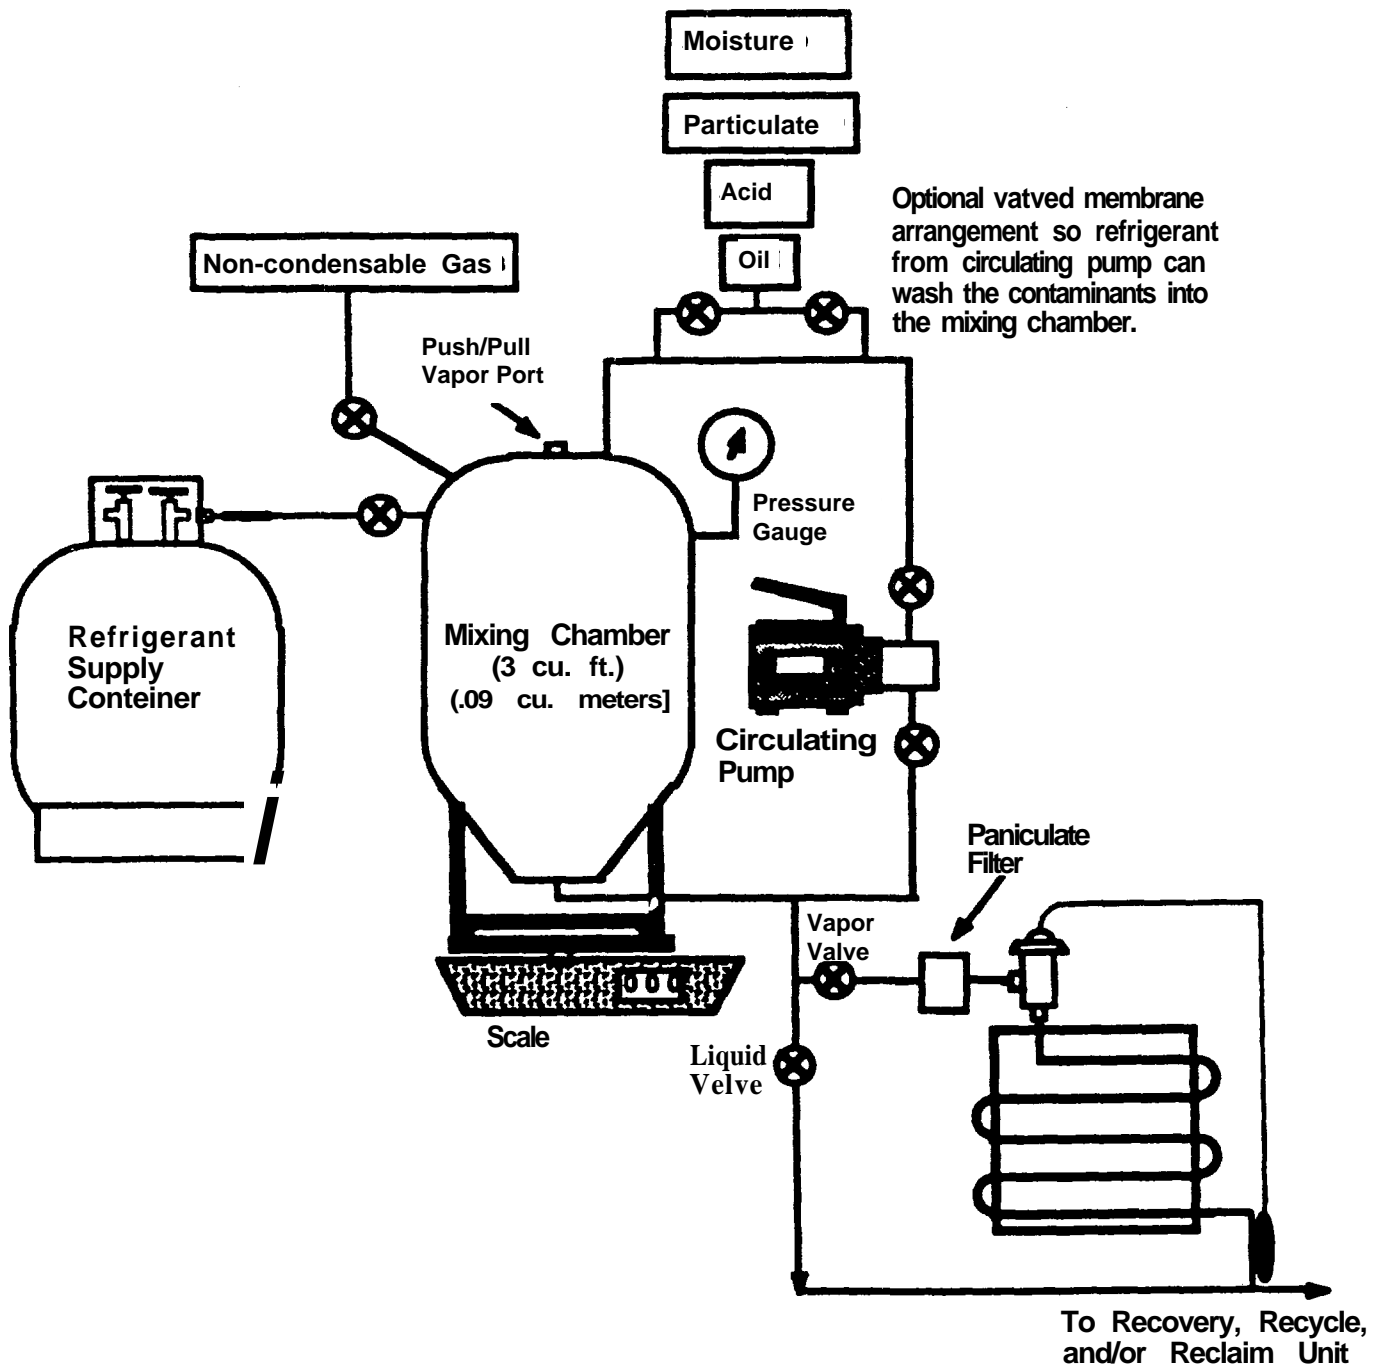 Moisture
Particulate
Acid
Oil
Optional vatved membrane
arrangement so refrigerant
from circulating pump can
wash the contaminants into
the mixing chamber.
Non-condensable Gas
Push/Pull
Vapor Port
Pressure
Gauge
Refrigerant
Supply
Conteiner
Mixing Chamber
(3 cu. ft.)
(.09 cu. meters]
Circulating
Pump
Paniculate
Filter
Vapor
Valve
000
Scale
Liquid
Velve
To Recovery, Recycle,
and/or Reclaim Unit